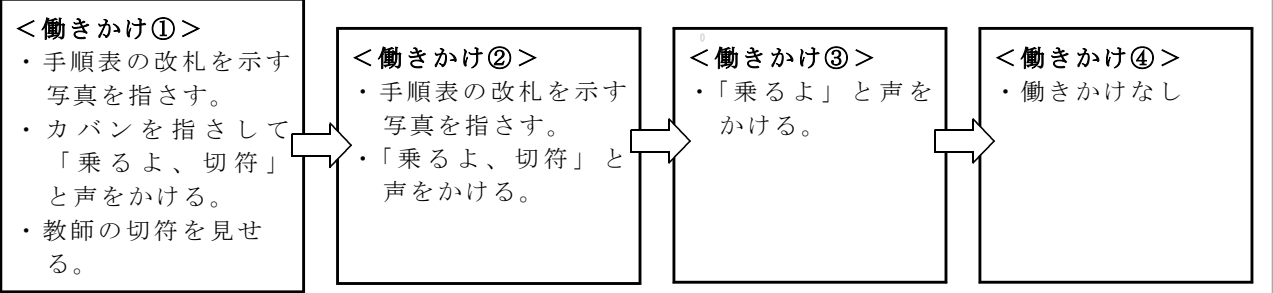 ＜働きかけ①＞
・手順表の改札を示す
写真を指さす。
・カバンを指さして
「乗るよ、切符」
と声をかける。
・教師の切符を見せ
る。
＜働きかけ②＞
・手順表の改札を示す
写真を指さす。
・「乗るよ、切符」と
声をかける。
＜働きかけ③＞
・「乗るよ」と声を
かける。
＜働きかけ④＞
・働きかけなし